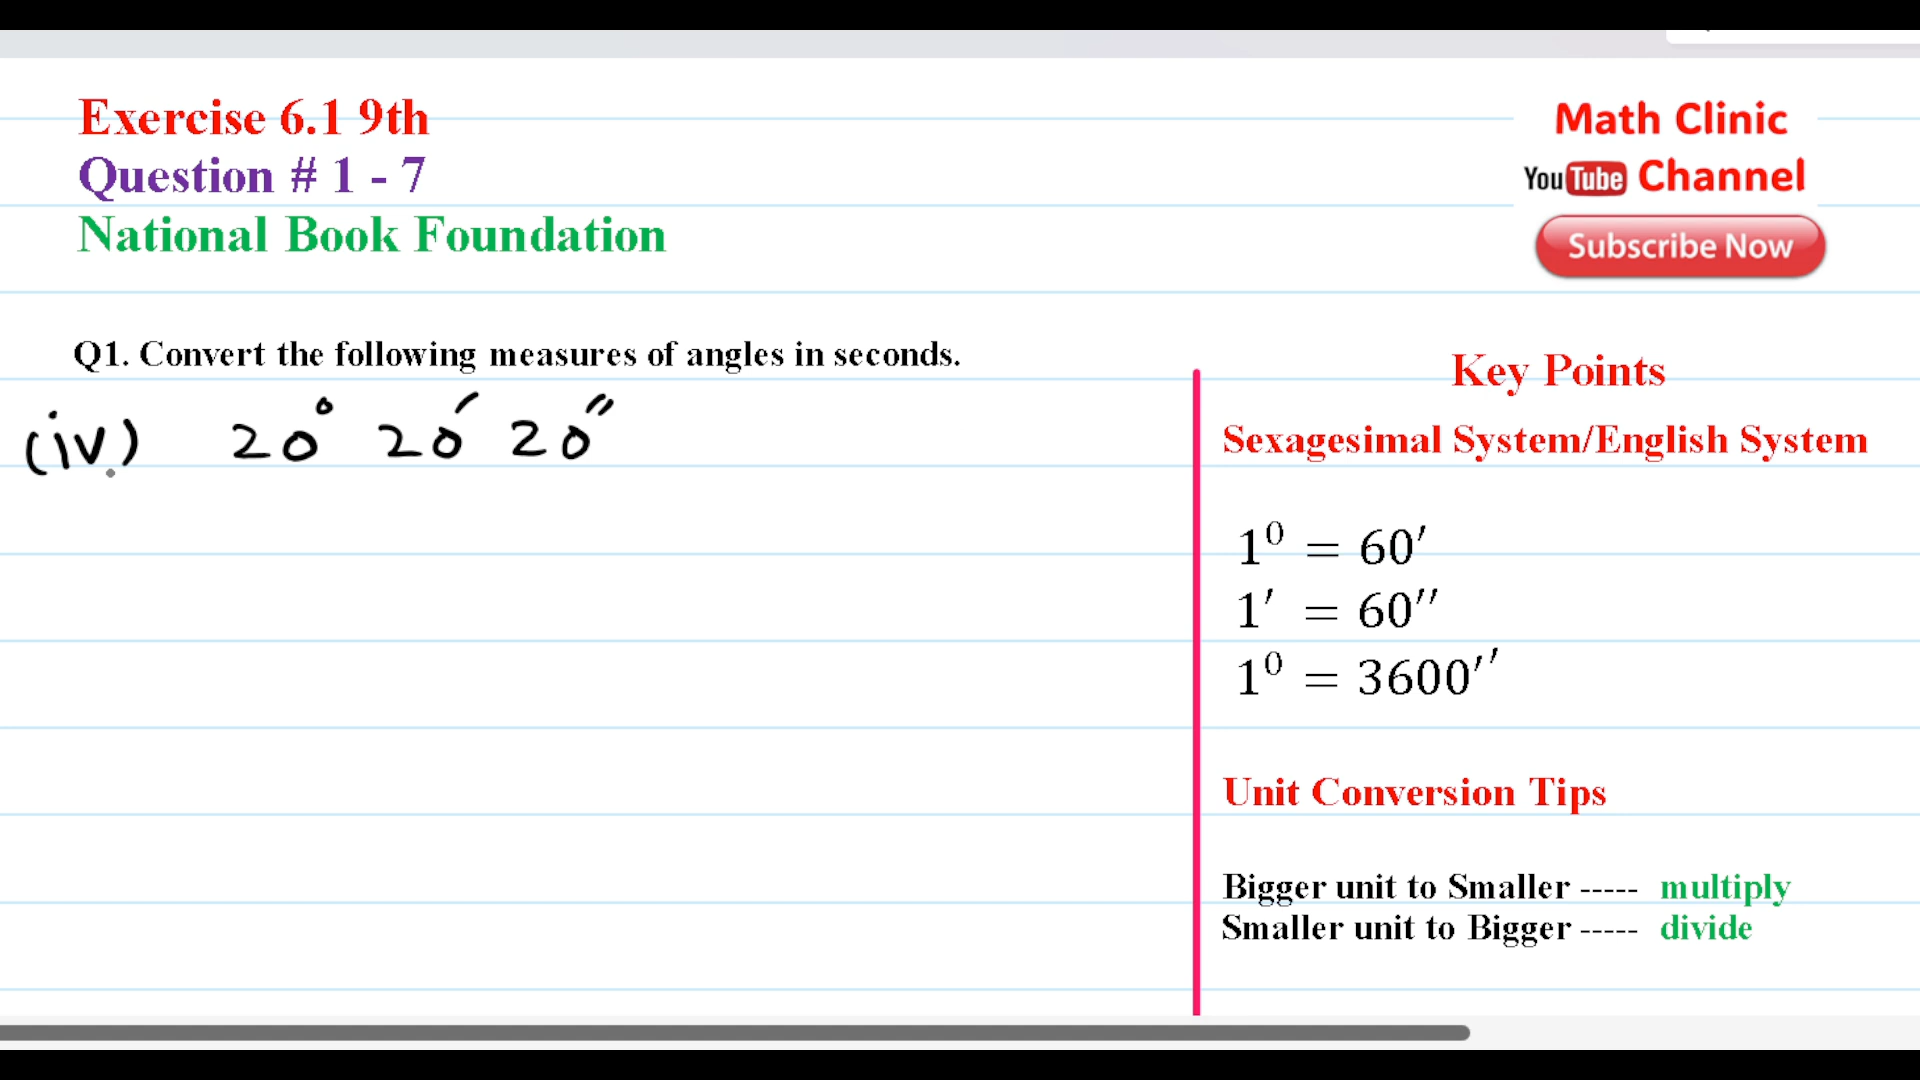 Exercise 6.1 9th
Question # 1 - 7
National Book Foundation
Math Clinic
YouTube Channel
Subscribe Now
Q1. Convert the following measures of angles in seconds.
(iv) 20° 20′ 20″
Key Points
Sexagesimal System/English System
1⁰ = 60′
1′ = 60′′
1⁰ = 3600′′
Unit Conversion Tips
Bigger unit to Smaller ----- multiply
Smaller unit to Bigger ----- divide